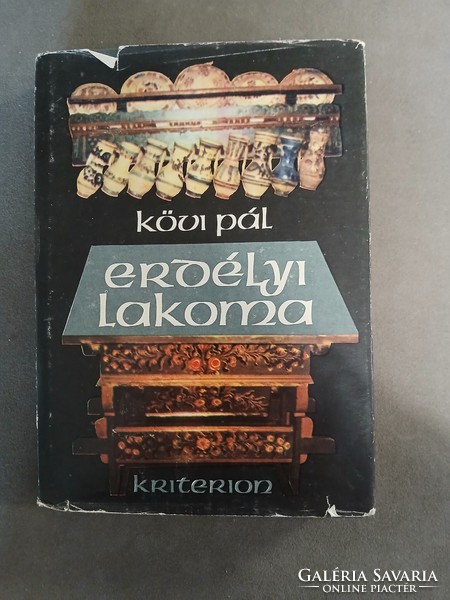 kövi pál
erdélyi
lakoma
kriterion
GALÉRIA SAVARIA
ONLINE PIACTÉR